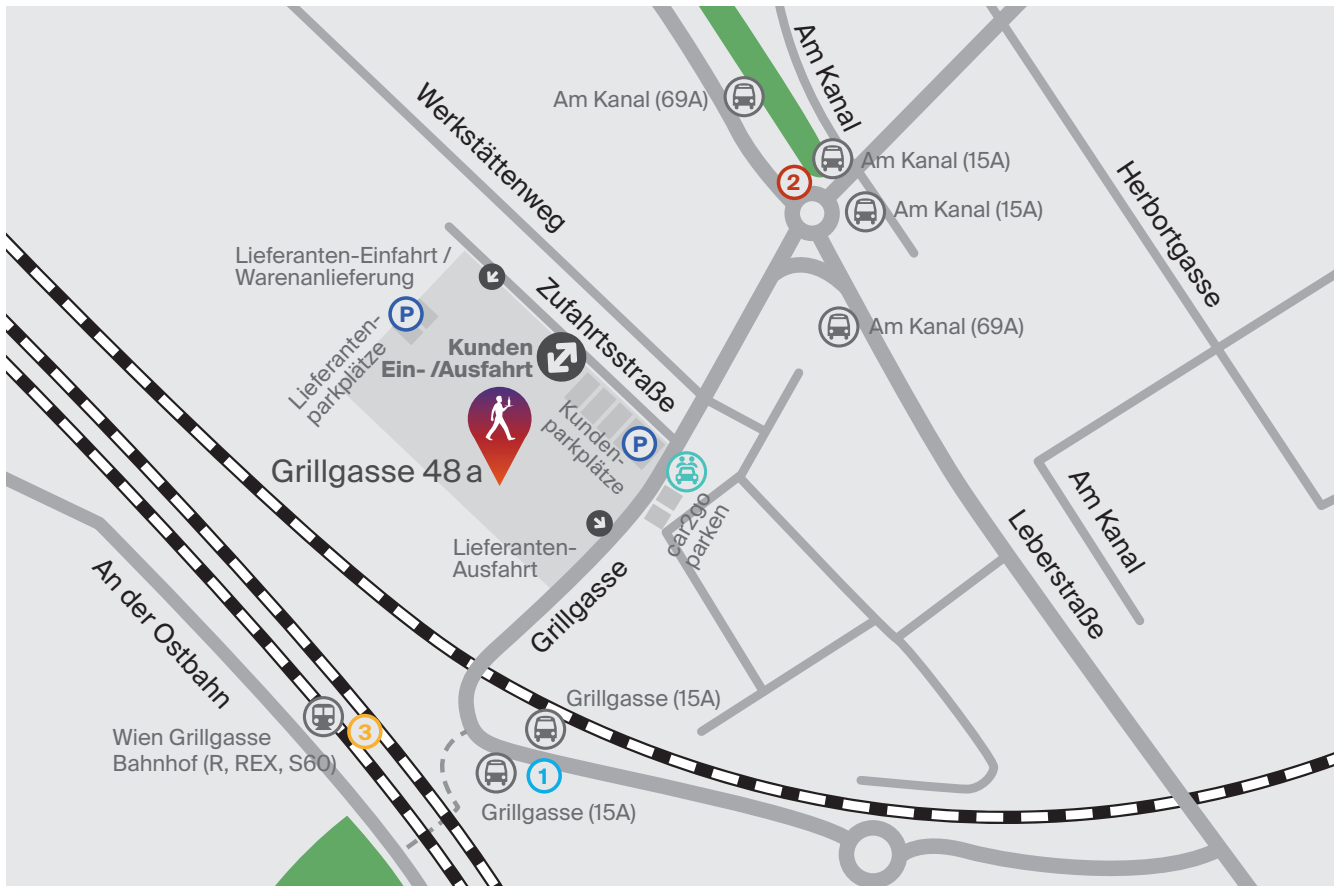 Am Kanal (69A)
Am Kanal
Am Kanal (15A)
2
Am Kanal (15A)
Werkstättenweg
Herbortgasse
Lieferanten-Einfahrt /
Warenanlieferung
P
Lieferanten-
parkplätze
Zufahrtsstraße
Kunden
Ein- /Ausfahrt
Am Kanal (69A)
Kunden-
parkplätze
P
Grillgasse 48 a
car2go
parken
Lieferanten-
Ausfahrt
Am Kanal
Leberstraße
Grillgasse
An der Ostbahn
Grillgasse (15A)
Wien Grillgasse
Bahnhof (R, REX, S60)
3
1
Grillgasse (15A)